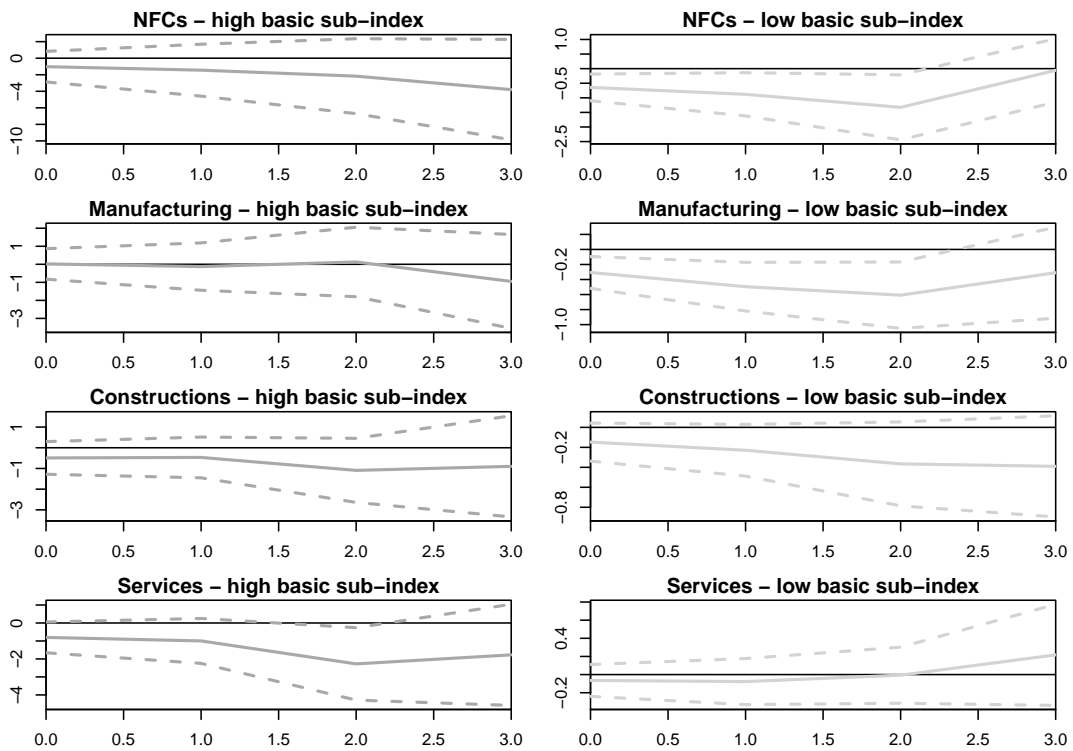 NFCs – high basic sub–index
0
−4
−10
0.0 0.5 1.0 1.5 2.0 2.5 3.0
NFCs – low basic sub–index
1.0
−0.5
−2.5
0.0 0.5 1.0 1.5 2.0 2.5 3.0
Manufacturing – high basic sub–index
1
−1
−3
0.0 0.5 1.0 1.5 2.0 2.5 3.0
Manufacturing – low basic sub–index
−0.2
−1.0
0.0 0.5 1.0 1.5 2.0 2.5 3.0
Constructions – high basic sub–index
1
−1
−3
0.0 0.5 1.0 1.5 2.0 2.5 3.0
Constructions – low basic sub–index
−0.2
−0.8
0.0 0.5 1.0 1.5 2.0 2.5 3.0
Services – high basic sub–index
0
−2
−4
0.0 0.5 1.0 1.5 2.0 2.5 3.0
Services – low basic sub–index
0.4
−0.2
0.0 0.5 1.0 1.5 2.0 2.5 3.0